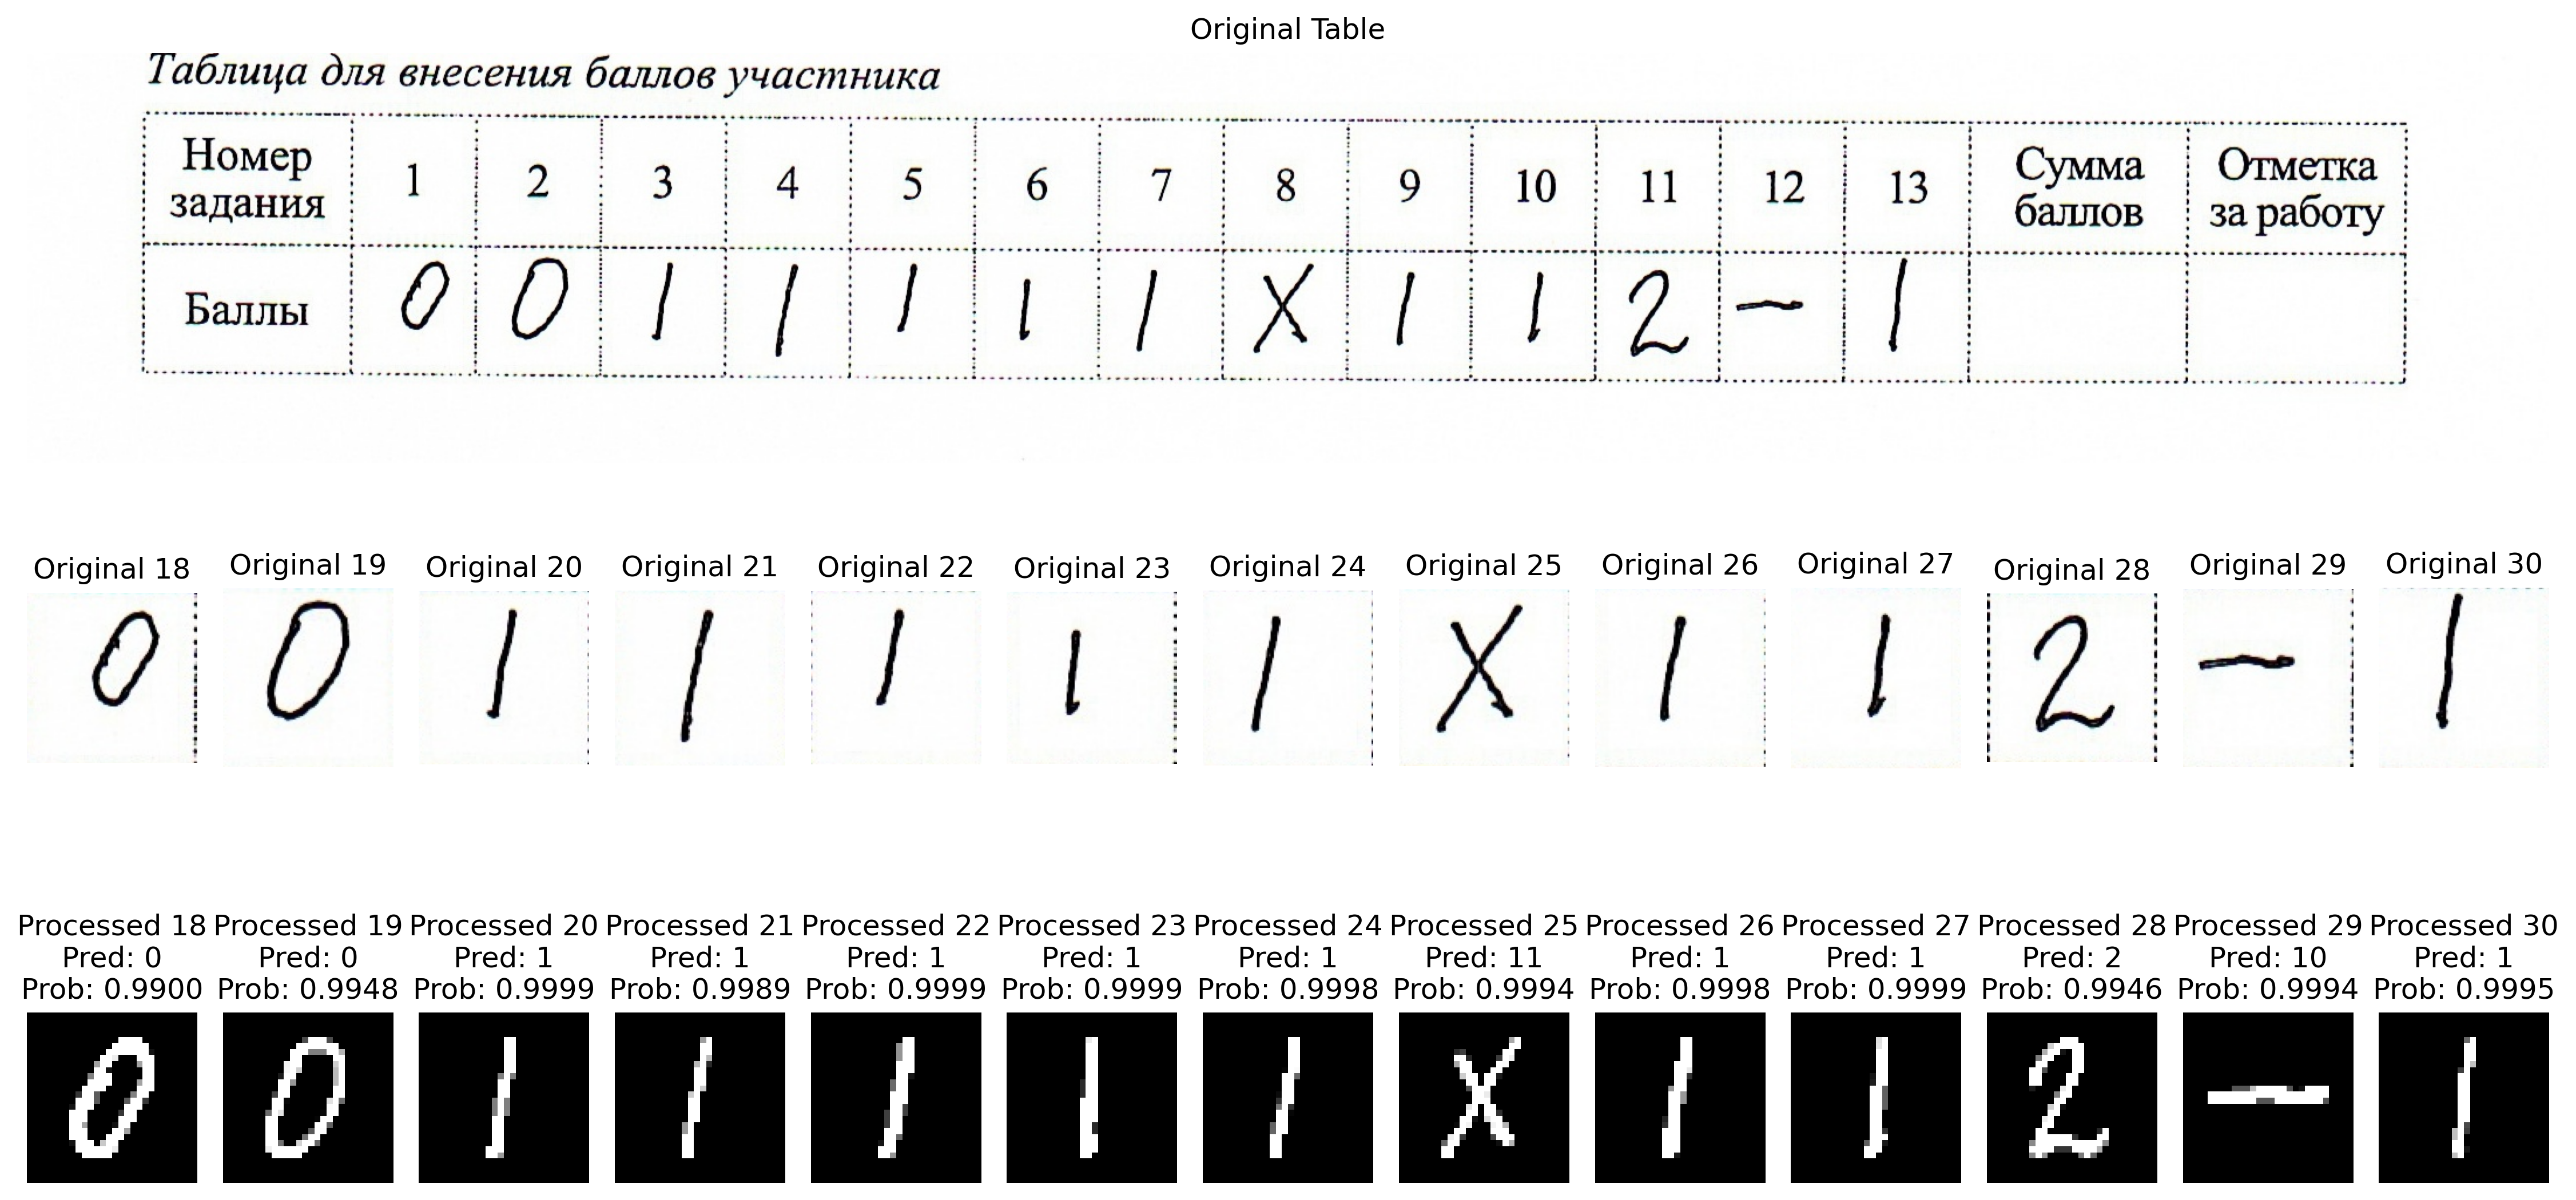 Original Table
Таблица для внесения баллов участника
Номер задания 1 2 3 4 5 6 7 8 9 10 11 12 13 Сумма баллов Отметка за работу
Баллы 0 0 1 1 1 1 1 X 1 1 2 – 1
Original 18 Original 19 Original 20 Original 21 Original 22 Original 23 Original 24 Original 25 Original 26 Original 27 Original 28 Original 29 Original 30
0 0 1 1 1 1 1 X 1 1 2 – 1
Processed 18 Processed 19 Processed 20 Processed 21 Processed 22 Processed 23 Processed 24 Processed 25 Processed 26 Processed 27 Processed 28 Processed 29 Processed 30
Pred: 0 Pred: 0 Pred: 1 Pred: 1 Pred: 1 Pred: 1 Pred: 1 Pred: 11 Pred: 1 Pred: 1 Pred: 2 Pred: 10 Pred: 1
Prob: 0.9900 Prob: 0.9948 Prob: 0.9999 Prob: 0.9989 Prob: 0.9999 Prob: 0.9999 Prob: 0.9998 Prob: 0.9994 Prob: 0.9998 Prob: 0.9999 Prob: 0.9946 Prob: 0.9994 Prob: 0.9995
0 0 1 1 1 1 1 X 1 1 2 – 1